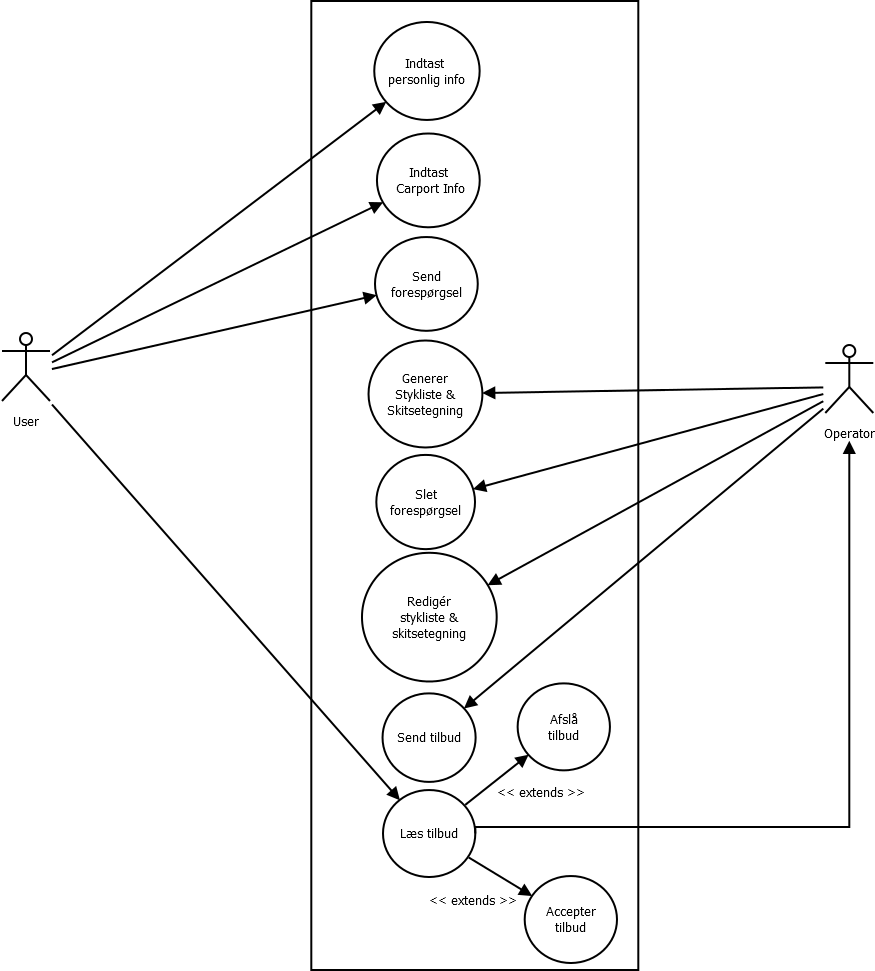 Indtast
personlig info
Indtast
Carport Info
Send
forespørgsel
Generer
Stykliste &
Skitsetegning
User
Operator
Slet
forespørgsel
Redigér
stykliste &
skitsetegning
Send tilbud
Afslå
tilbud
<< extends >>
Læs tilbud
<< extends >>
Accepter
tilbud